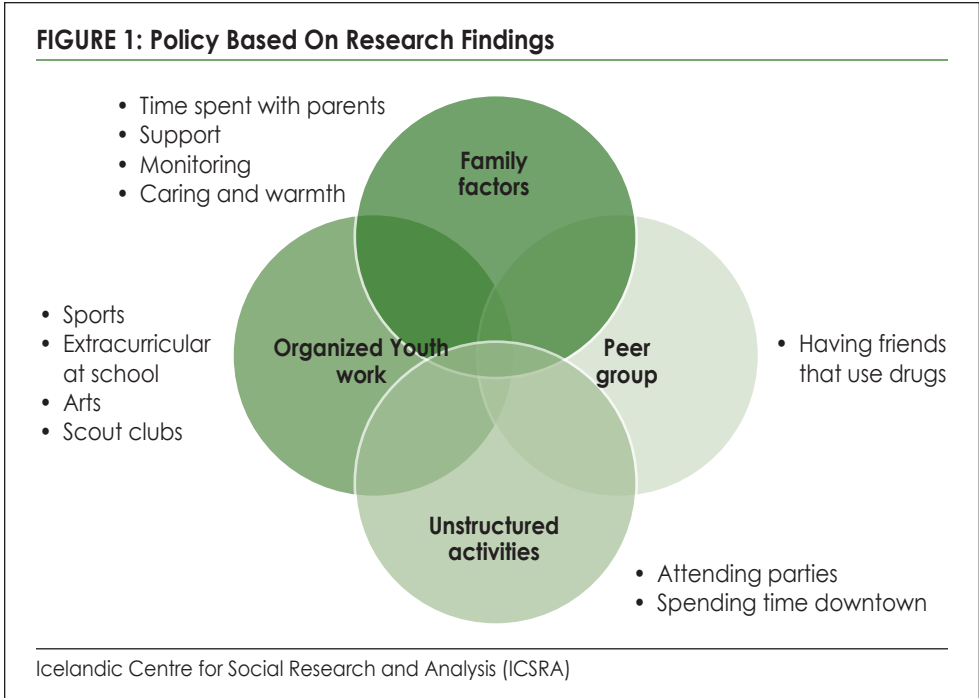 FIGURE 1: Policy Based On Research Findings
• Time spent with parents
• Support
• Monitoring
• Caring and warmth
Family
factors
• Sports
• Extracurricular
at school
• Arts
• Scout clubs
Organized Youth
work
Peer
group
• Having friends
that use drugs
Unstructured
activities
• Attending parties
• Spending time downtown
Icelandic Centre for Social Research and Analysis (ICSRA)